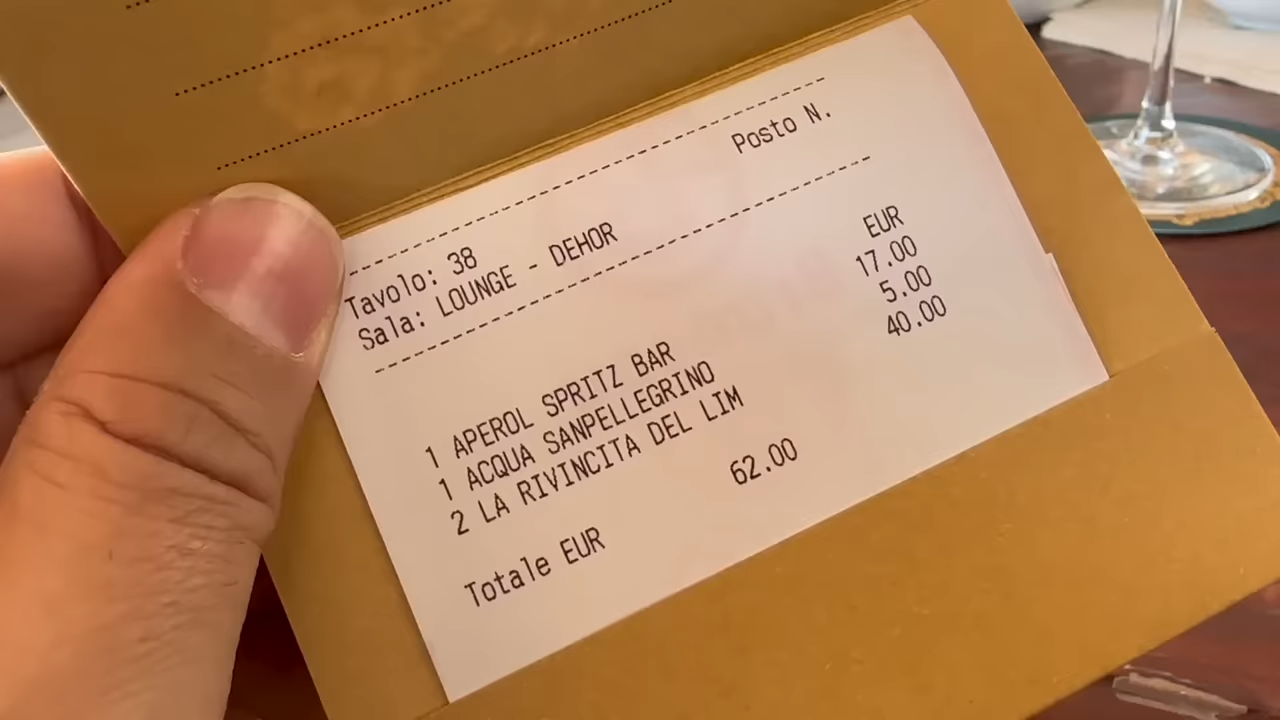 Posto N.
Tavolo: 38
Sala: LOUNGE - DEHOR
EUR
1 APEROL SPRITZ BAR 17.00
1 ACQUA SANPELLEGRINO 5.00
2 LA RIVINCITA DEL LIM 40.00
Totale EUR 62.00